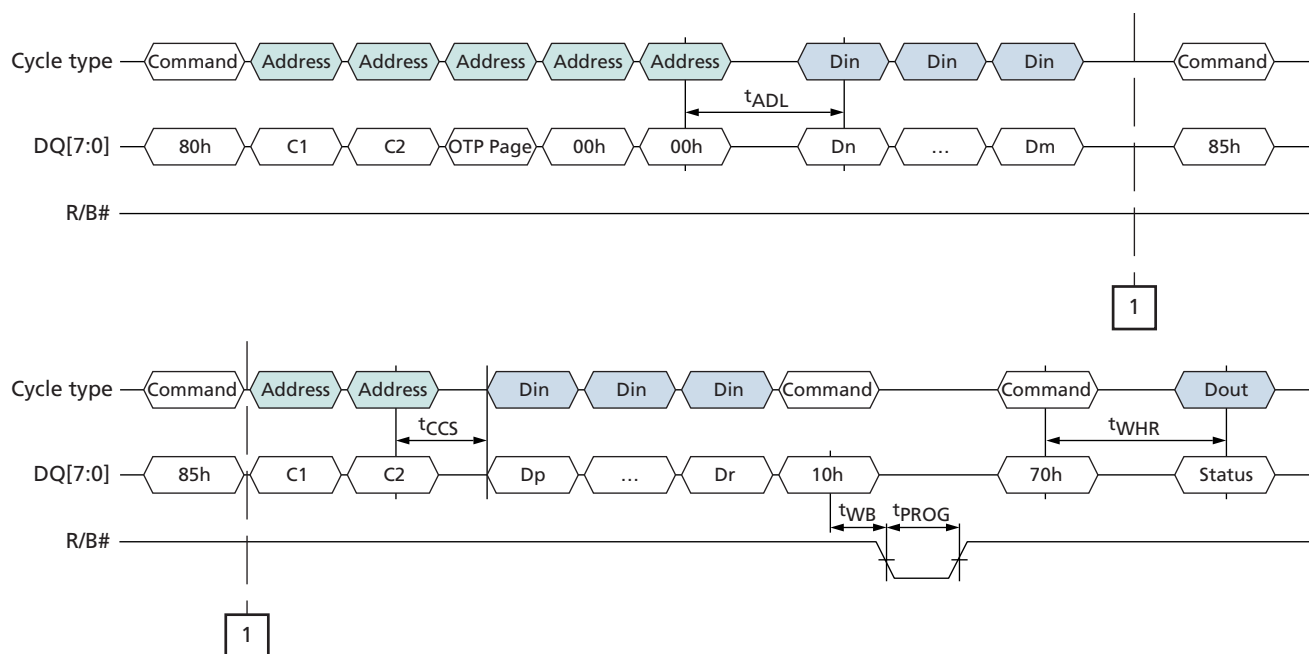 Cycle type Command Address Address Address Address Address Din Din Din Command
tADL
DQ[7:0] 80h C1 C2 OTP Page 00h 00h Dn … Dm 85h
R/B#
1
Cycle type Command Address Address Din Din Din Command Command Dout
tCCS tWHR
DQ[7:0] 85h C1 C2 Dp … Dr 10h 70h Status
tWB tPROG
R/B#
1